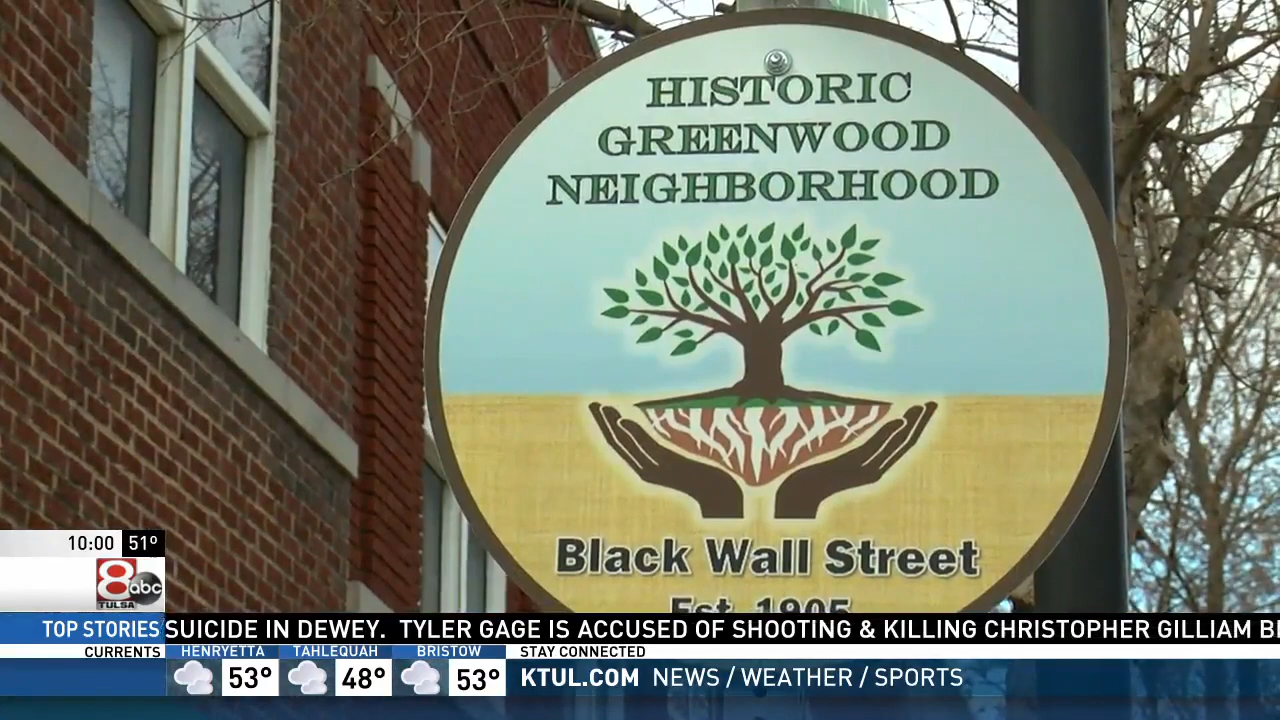 HISTORIC
GREENWOOD
NEIGHBORHOOD
Black Wall Street
Est. 1905
10:00 51°
8 abc
TULSA
TOP STORIES SUICIDE IN DEWEY. TYLER GAGE IS ACCUSED OF SHOOTING & KILLING CHRISTOPHER GILLIAM
CURRENTS HENRYETTA TAHLEQUAH BRISTOW STAY CONNECTED
53° 48° 53° KTUL.COM NEWS / WEATHER / SPORTS